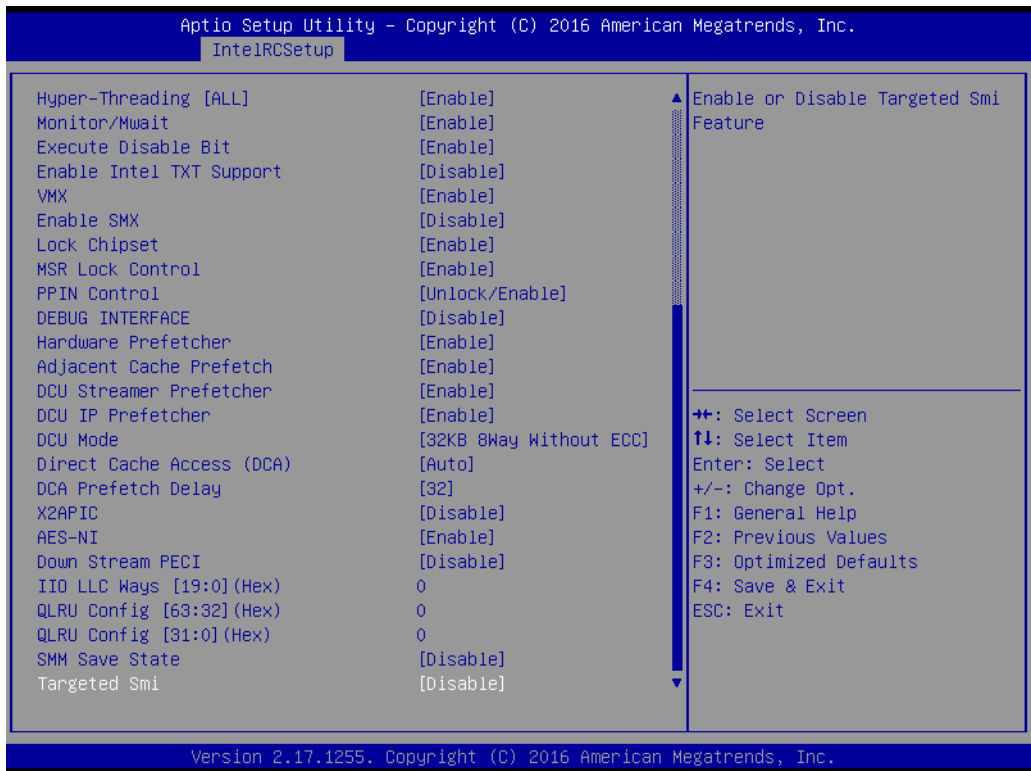 Aptio Setup Utility – Copyright (C) 2016 American Megatrends, Inc.
IntelRCSetup
Hyper-Threading [ALL] [Enable]
Monitor/Mwait [Enable]
Execute Disable Bit [Enable]
Enable Intel TXT Support [Disable]
VMX [Enable]
Enable SMX [Disable]
Lock Chipset [Enable]
MSR Lock Control [Enable]
PPIN Control [Unlock/Enable]
DEBUG INTERFACE [Disable]
Hardware Prefetcher [Enable]
Adjacent Cache Prefetch [Enable]
DCU Streamer Prefetcher [Enable]
DCU IP Prefetcher [Enable]
DCU Mode [32KB 8Way Without ECC]
Direct Cache Access (DCA) [Auto]
DCA Prefetch Delay [32]
X2APIC [Disable]
AES-NI [Enable]
Down Stream PECI [Disable]
IIO LLC Ways [19:0](Hex) 0
QLRU Config [63:32](Hex) 0
QLRU Config [31:0](Hex) 0
SMM Save State [Disable]
Targeted Smi [Disable]
Enable or Disable Targeted Smi
Feature
→←: Select Screen
↑↓: Select Item
Enter: Select
+/-: Change Opt.
F1: General Help
F2: Previous Values
F3: Optimized Defaults
F4: Save & Exit
ESC: Exit
Version 2.17.1255. Copyright (C) 2016 American Megatrends, Inc.